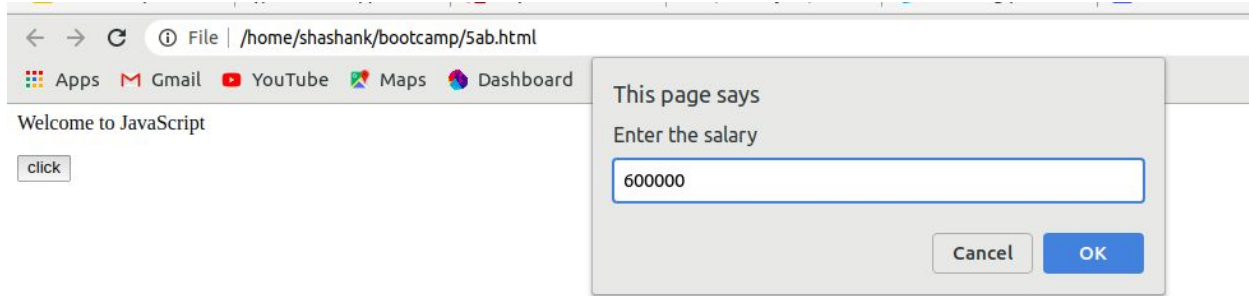 File | /home/shashank/bootcamp/5ab.html
Apps Gmail YouTube Maps Dashboard
Welcome to JavaScript
click
This page says
Enter the salary
600000
Cancel OK